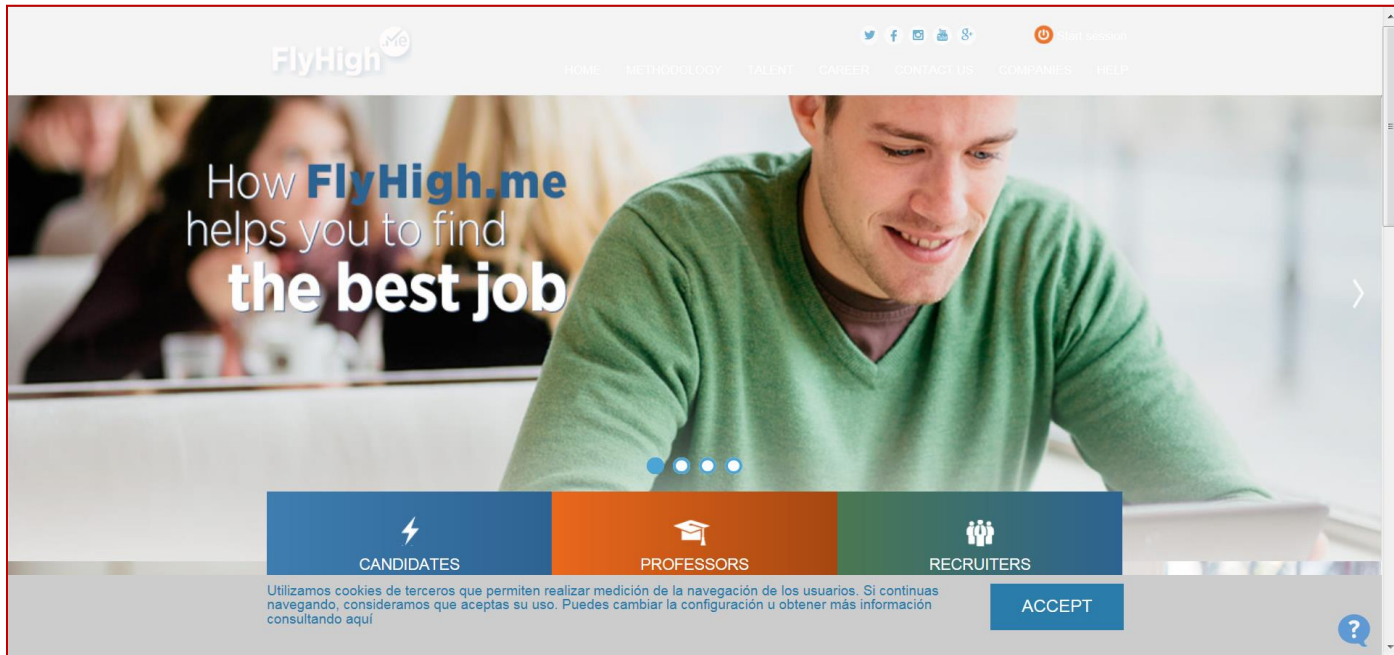 FlyHigh.Me
Start session
HOME METHODOLOGY TALENT CAREER CONTACT US COMPANIES HELP
How FlyHigh.me
helps you to find
the best job
CANDIDATES
PROFESSORS
RECRUITERS
Utilizamos cookies de terceros que permiten realizar medición de la navegación de los usuarios. Si continuas
navegando, consideramos que aceptas su uso. Puedes cambiar la configuración u obtener más información
consultando aquí
ACCEPT
?